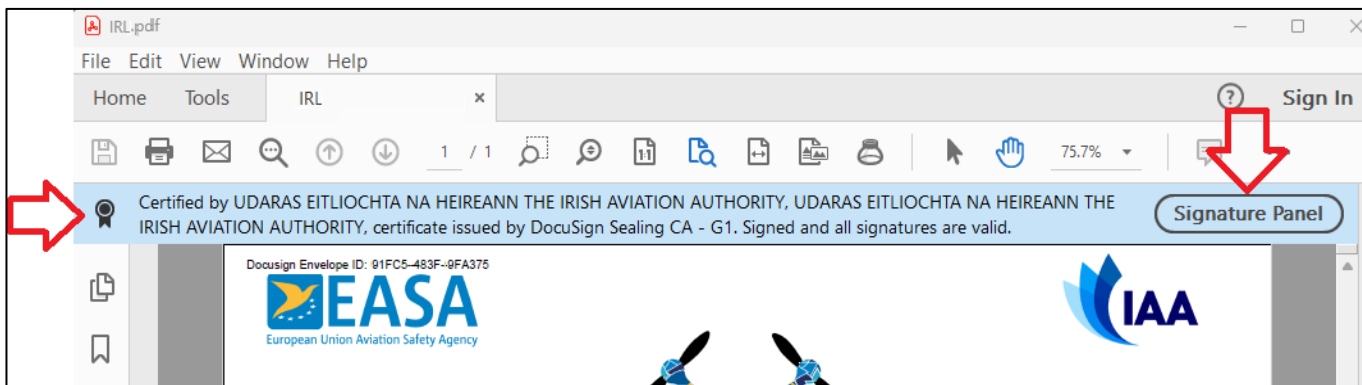 IRL.pdf
File Edit View Window Help
Home Tools IRL Sign In
1 / 1 75.7%
Certified by UDARAS EITLIOCHTA NA HEIREANN THE IRISH AVIATION AUTHORITY, UDARAS EITLIOCHTA NA HEIREANN THE
IRISH AVIATION AUTHORITY, certificate issued by DocuSign Sealing CA - G1. Signed and all signatures are valid.
Signature Panel
Docusign Envelope ID: 91FC5-483F-9FA375
EASA
European Union Aviation Safety Agency
IAA